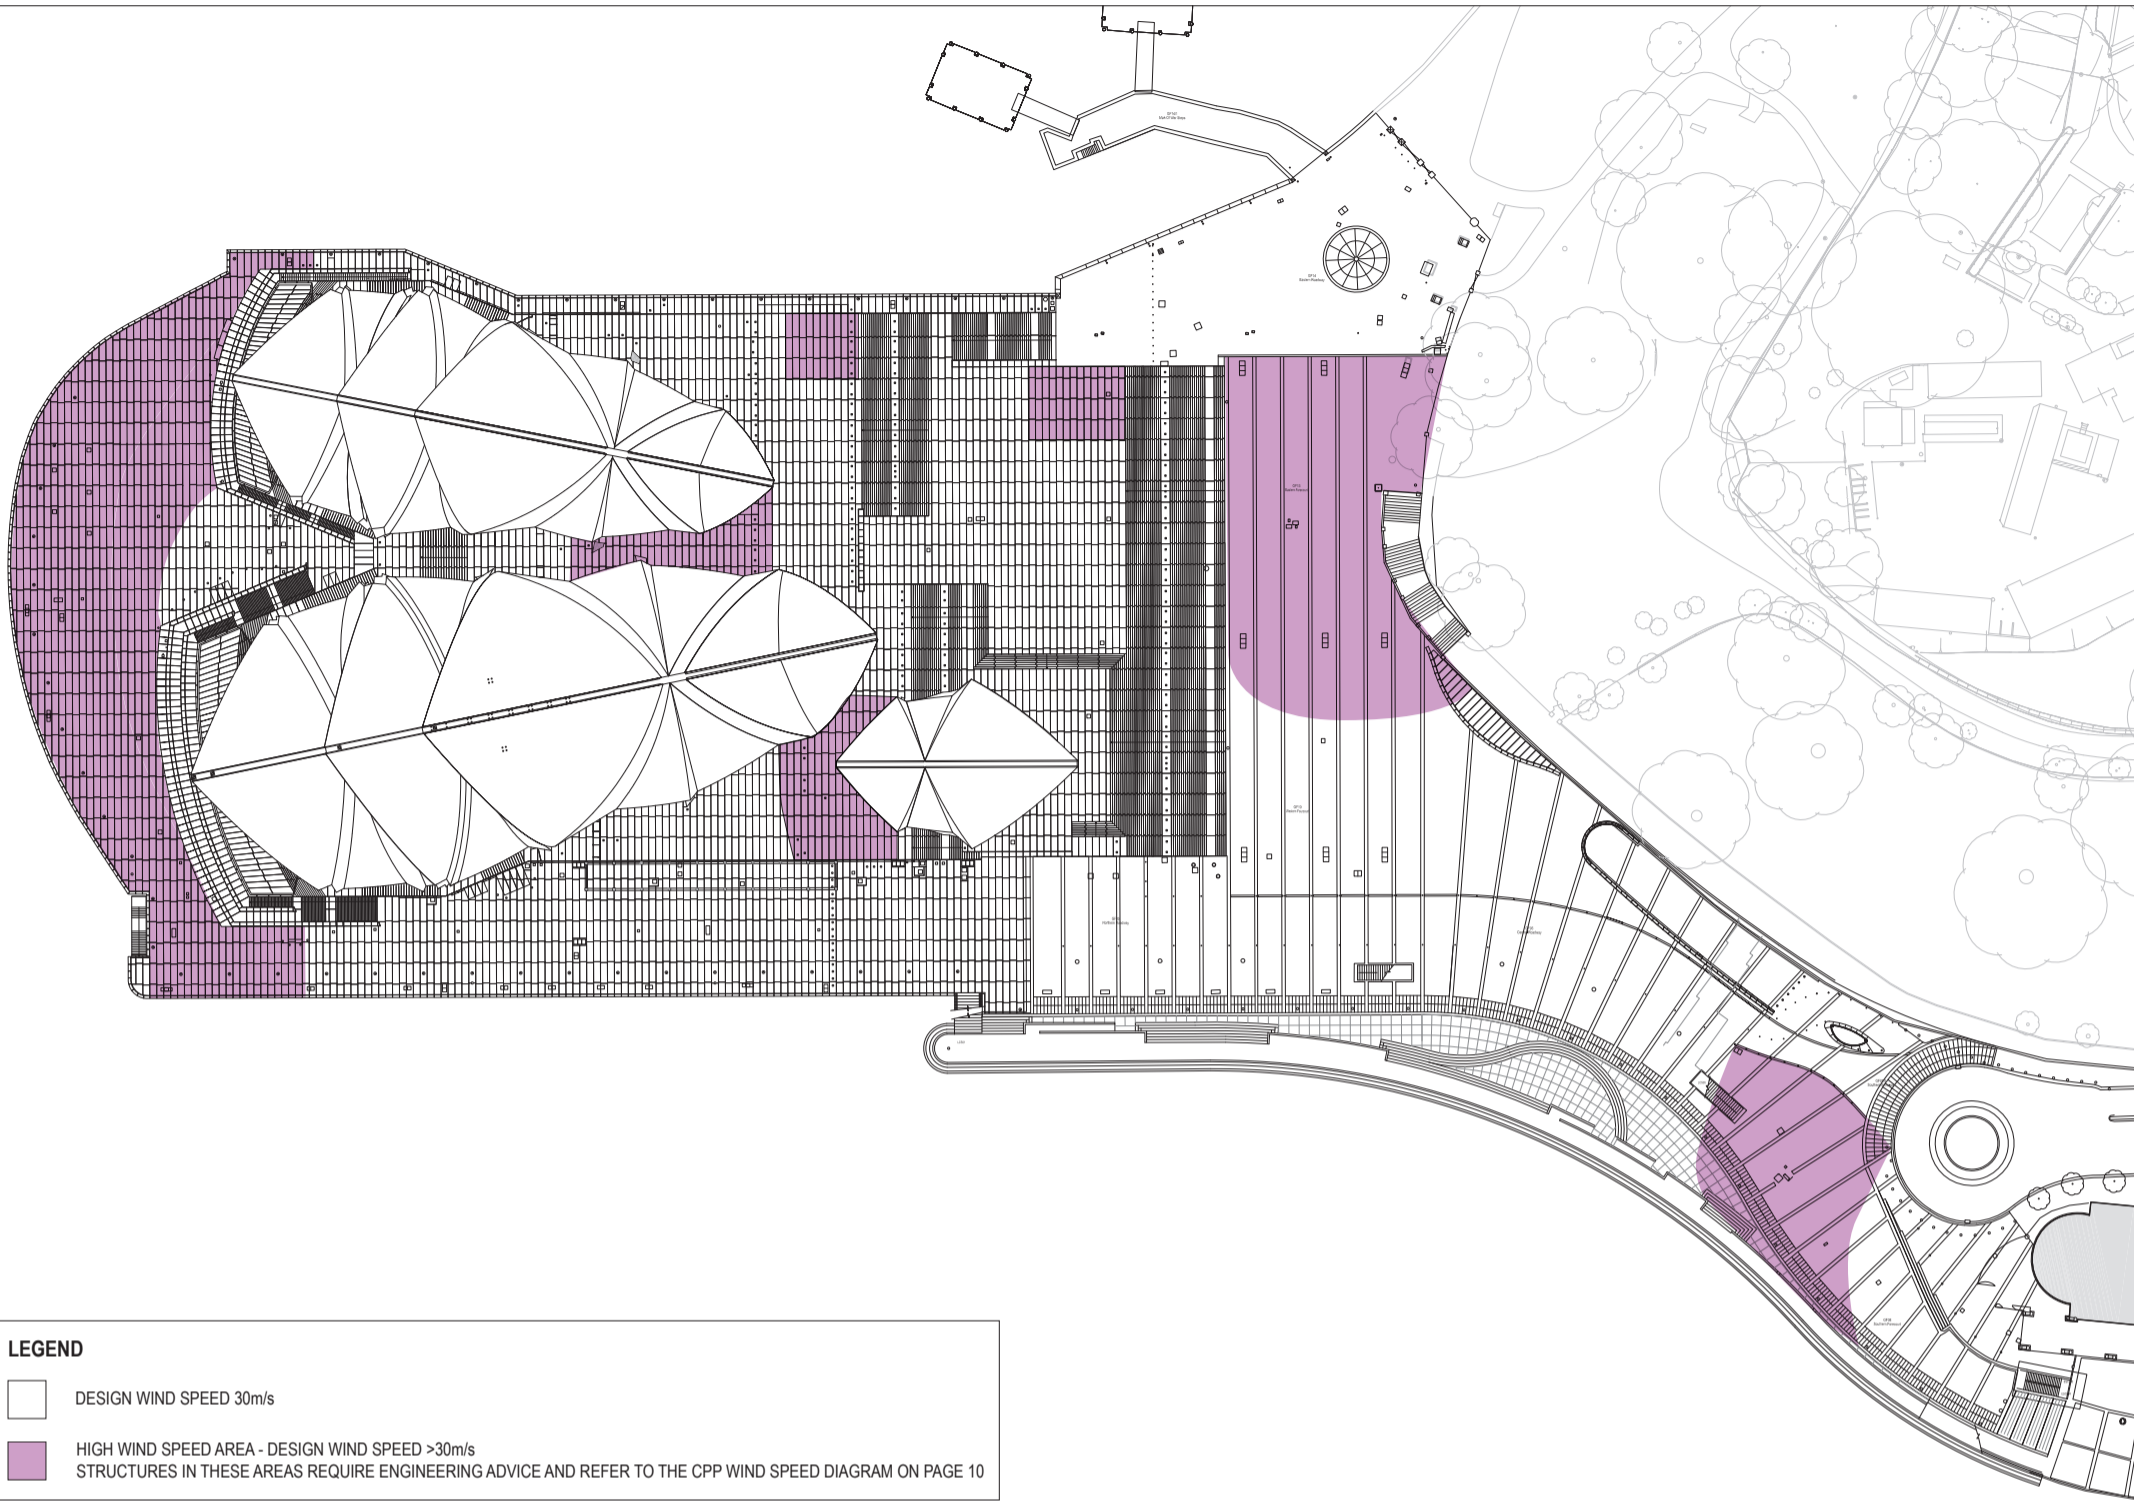 LEGEND
DESIGN WIND SPEED 30m/s
HIGH WIND SPEED AREA - DESIGN WIND SPEED >30m/s
STRUCTURES IN THESE AREAS REQUIRE ENGINEERING ADVICE AND REFER TO THE CPP WIND SPEED DIAGRAM ON PAGE 10